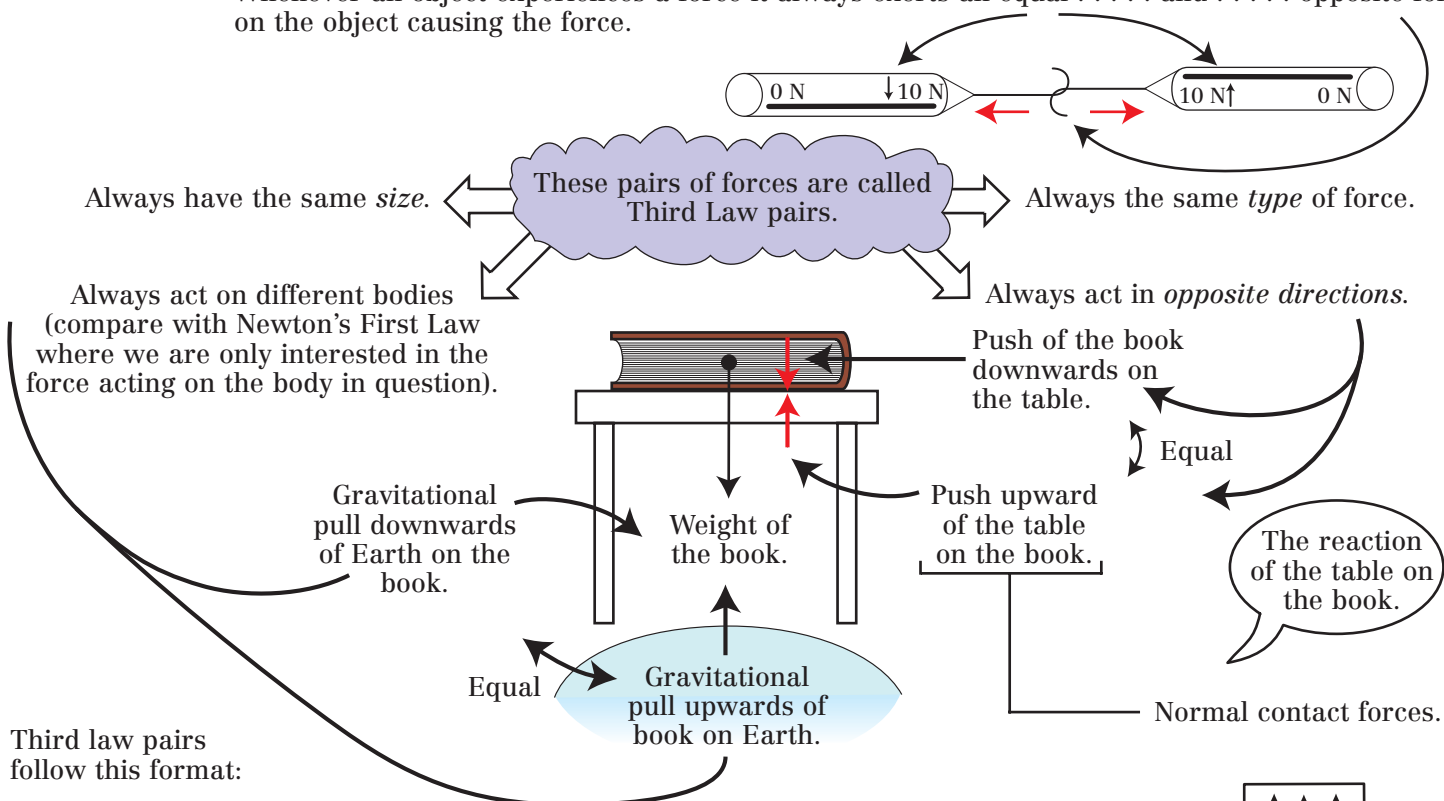 on the object causing the force.
0 N ↓10 N
10 N↑ 0 N
These pairs of forces are called
Third Law pairs.
Always have the same size.
Always the same type of force.
Always act on different bodies
(compare with Newton's First Law
where we are only interested in the
force acting on the body in question).
Always act in opposite directions.
Push of the book
downwards on
the table.
Equal
Gravitational
pull downwards
of Earth on the
book.
Weight of
the book.
Push upward
of the table
on the book.
The reaction
of the table on
the book.
Equal
Gravitational
pull upwards of
book on Earth.
Normal contact forces.
Third law pairs
follow this format: